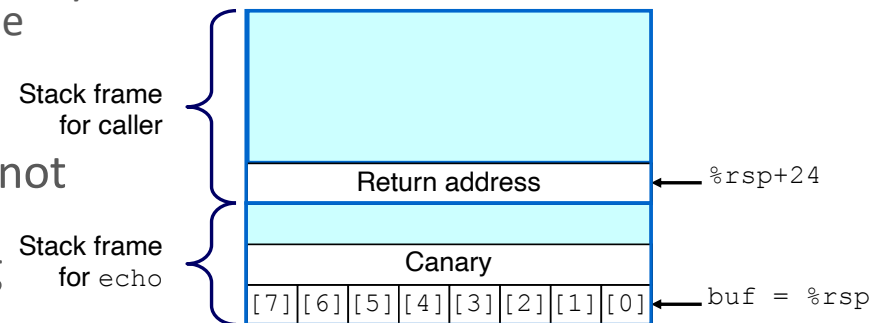 e
Stack frame
for caller
not
Return address
%rsp+24
Stack frame
for echo
Canary
[7][6][5][4][3][2][1][0]
buf = %rsp